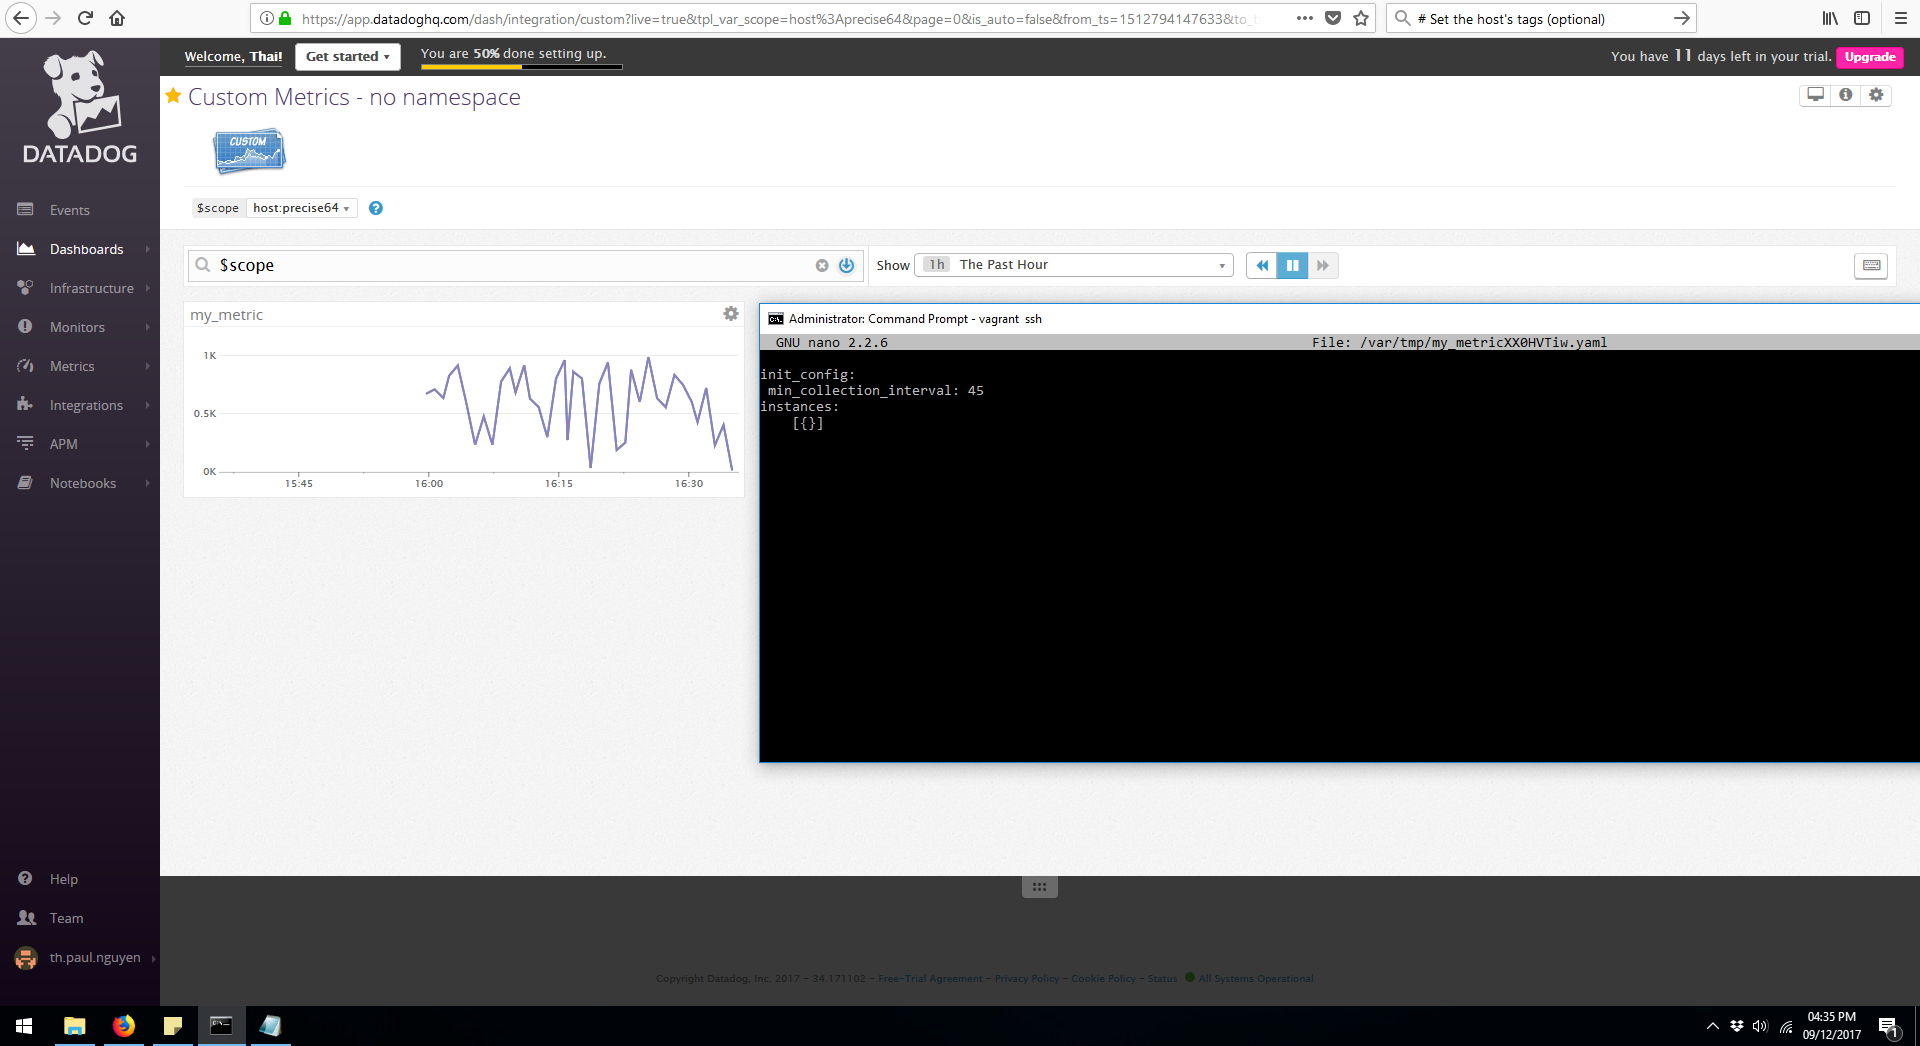 https://app.datadoghq.com/dash/integration/custom?live=true&tpl_var_scope=host%3Aprecise64&page=0&is_auto=false&from_ts=1512794147633&to_t
# Set the host's tags (optional)
DATADOG
Welcome, Thai!
Get started
You are 50% done setting up.
You have 11 days left in your trial.
Upgrade
Custom Metrics - no namespace
CUSTOM
$scope
host:precise64
$scope
Show
1h The Past Hour
Events
Dashboards
Infrastructure
Monitors
Metrics
Integrations
APM
Notebooks
my_metric
1K
0.5K
0K
15:45
16:00
16:15
16:30
Administrator: Command Prompt - vagrant ssh
GNU nano 2.2.6
File: /var/tmp/my_metricXX0HVTiw.yaml
init_config:
min_collection_interval: 45
instances:
[{}]
Help
Team
th.paul.nguyen
Copyright Datadog, Inc. 2017 - 34.171102 - Free-Trial Agreement - Privacy Policy - Cookie Policy - Status All Systems Operational
04:35 PM
09/12/2017
1